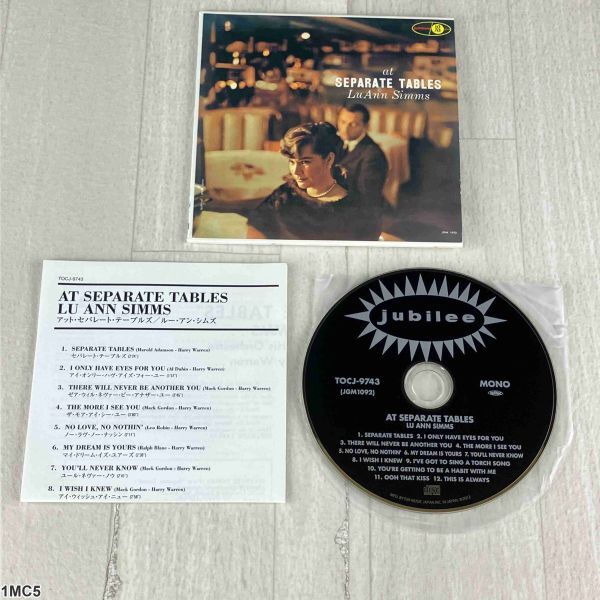 at
SEPARATE TABLES
LuAnn Simms
TOCJ-9743
AT SEPARATE TABLES
LU ANN SIMMS
アット・セパレート・テーブルズ/ルー・アン・シムズ
1. SEPARATE TABLES (Harold Adamson - Harry Warren)
セパレート・テーブルズ
2. I ONLY HAVE EYES FOR YOU (Al Dubin - Harry Warren)
アイ・オンリー・ハヴ・アイズ・フォー・ユー
3. THERE WILL NEVER BE ANOTHER YOU (Mack Gordon - Harry Warren)
ゼア・ウィル・ネヴァー・ビー・アナザー・ユー
4. THE MORE I SEE YOU (Mack Gordon - Harry Warren)
ザ・モア・アイ・シー・ユー
5. NO LOVE, NO NOTHIN' (Leo Robin - Harry Warren)
ノー・ラヴ・ノー・ナッシン
6. MY DREAM IS YOURS (Ralph Blane - Harry Warren)
マイ・ドリーム・イズ・ユアーズ
7. YOU'LL NEVER KNOW (Mack Gordon - Harry Warren)
ユール・ネヴァー・ノウ
8. I WISH I KNEW (Mack Gordon - Harry Warren)
アイ・ウィッシュ・アイ・ニュー
jubilee
TOCJ-9743 MONO
(JGM1092)
AT SEPARATE TABLES
LU ANN SIMMS
1. SEPARATE TABLES 2. I ONLY HAVE EYES FOR YOU
3. THERE WILL NEVER BE ANOTHER YOU 4. THE MORE I SEE YOU
5. NO LOVE, NO NOTHIN' 6. MY DREAM IS YOURS 7. YOU'LL NEVER KNOW
8. I WISH I KNEW 9. I'VE GOT TO SING A TORCH SONG
10. YOU'RE GETTING TO BE A HABIT WITH ME
11. OOH THAT KISS 12. THIS IS ALWAYS
1MC5